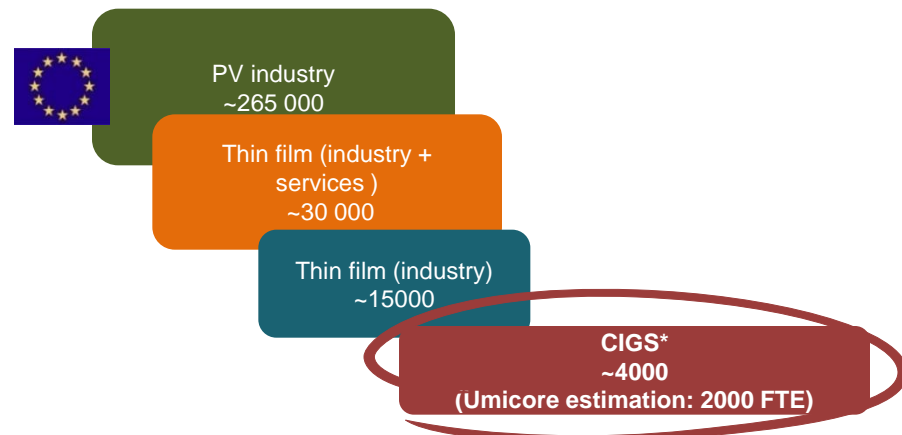 PV industry
~265 000
Thin film (industry +
services )
~30 000
Thin film (industry)
~15000
CIGS*
~4000
(Umicore estimation: 2000 FTE)